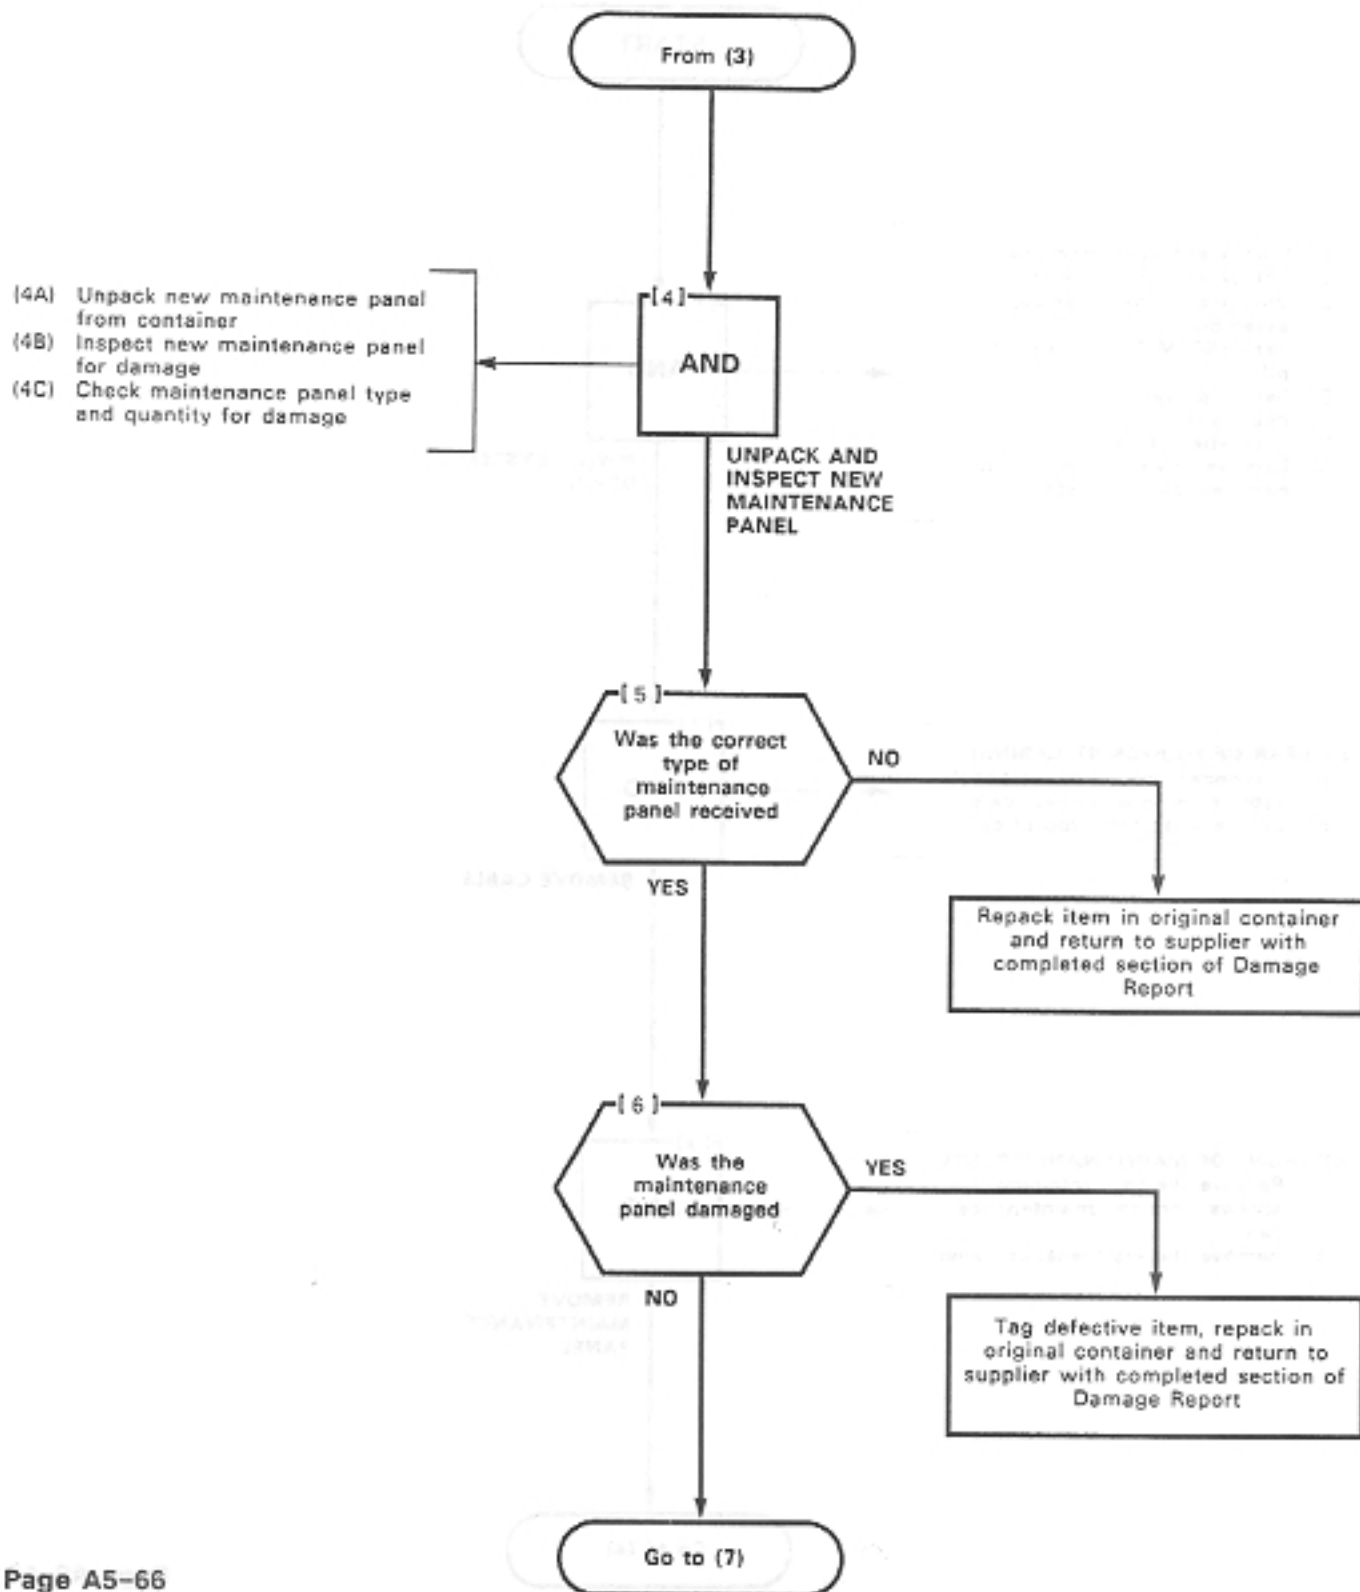 From (3)
(4A) Unpack new maintenance panel
from container
(4B) Inspect new maintenance panel
for damage
(4C) Check maintenance panel type
and quantity for damage
[4]
AND
UNPACK AND
INSPECT NEW
MAINTENANCE
PANEL
[5]
Was the correct
type of
maintenance
panel received
NO
YES
Repack item in original container
and return to supplier with
completed section of Damage
Report
[6]
Was the
maintenance
panel damaged
YES
NO
Tag defective item, repack in
original container and return to
supplier with completed section of
Damage Report
Go to (7)
Page A5-66